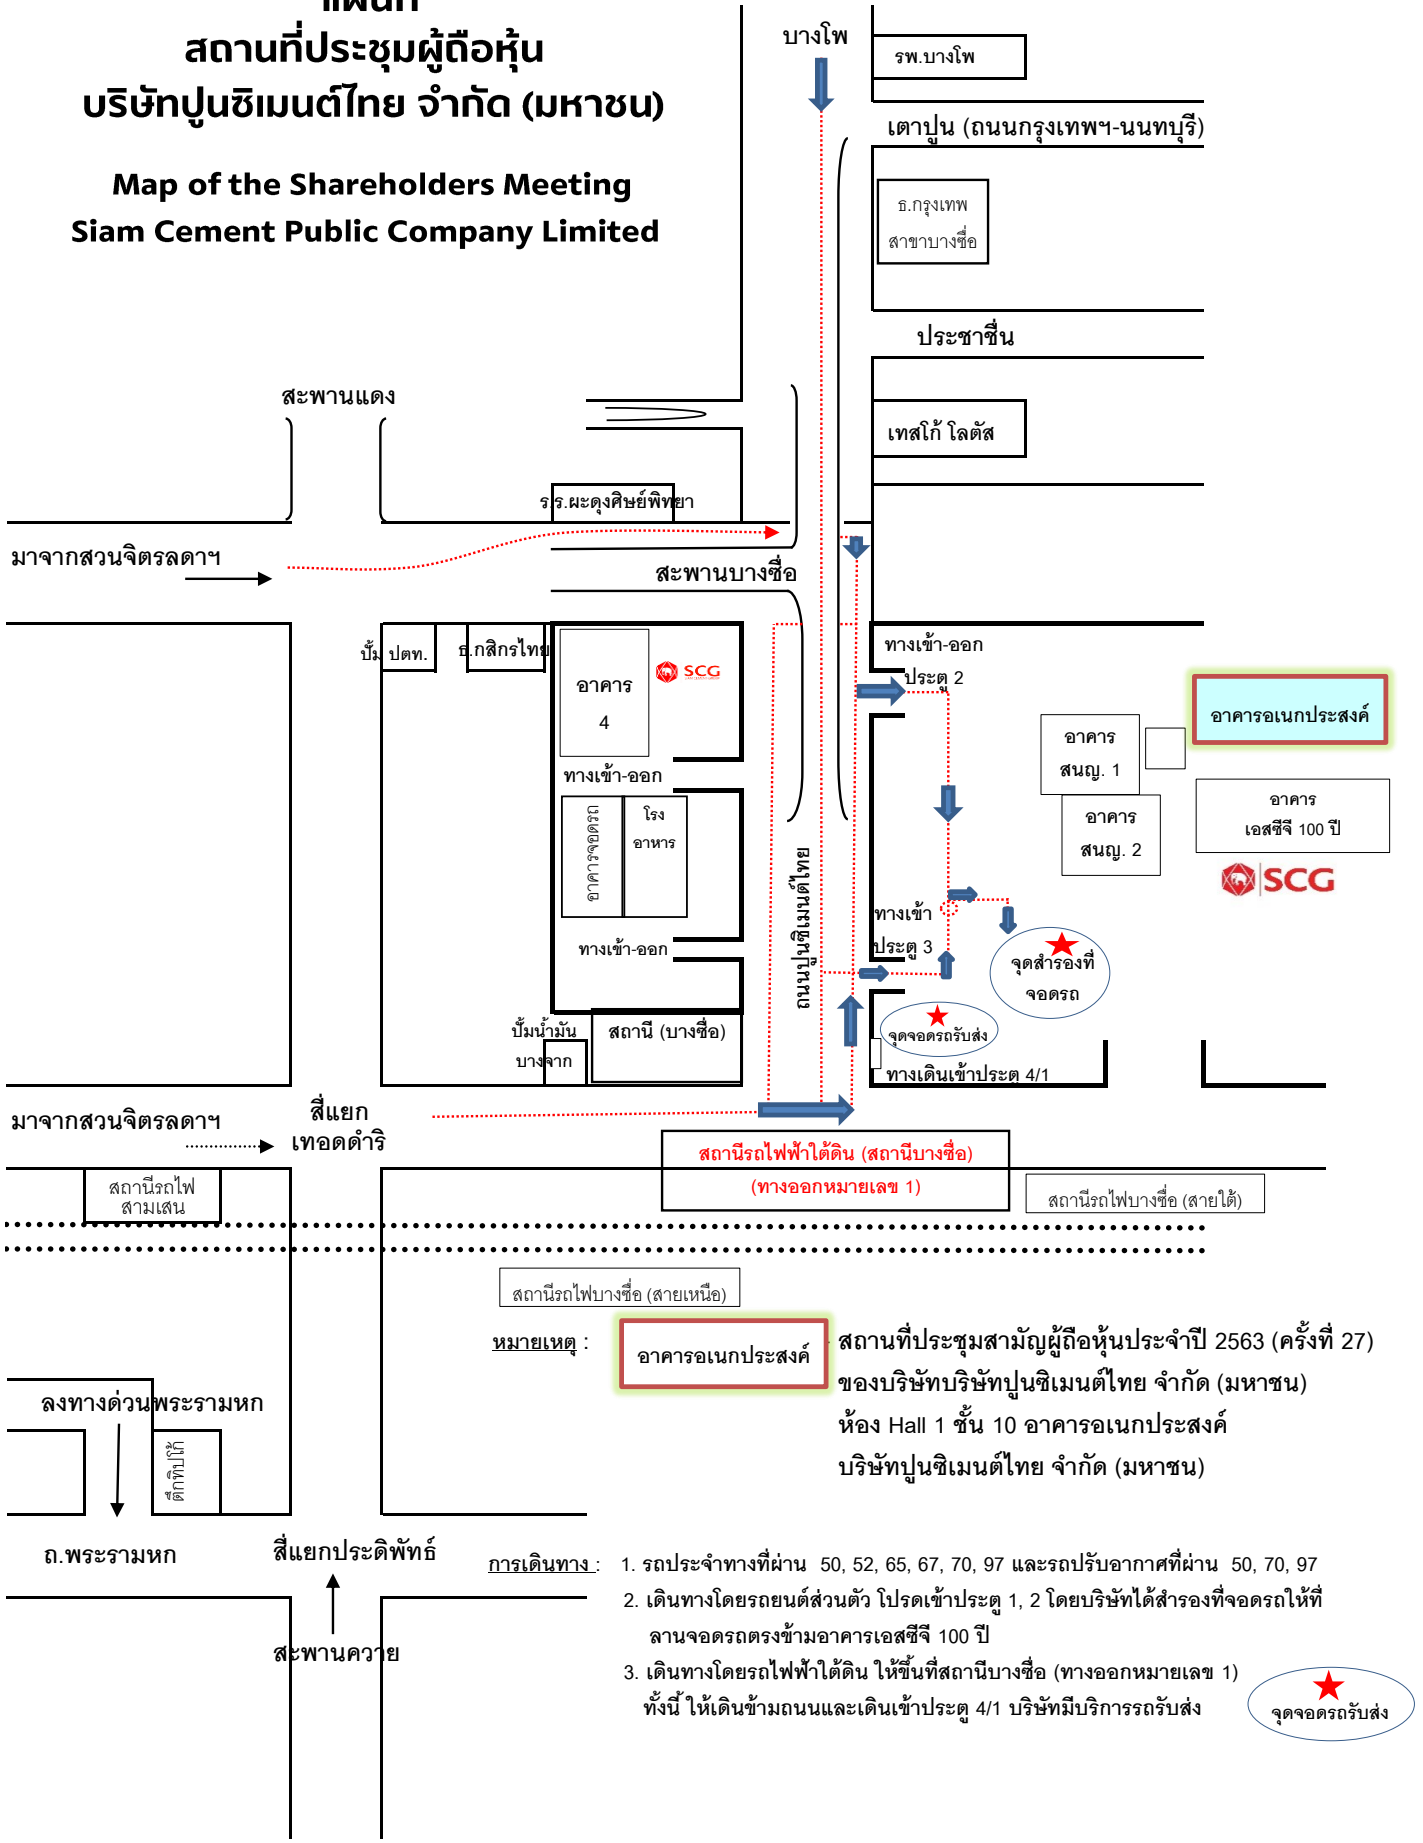 แผนที่
สถานที่ประชุมผู้ถือหุ้น
บริษัทปูนซิเมนต์ไทย จำกัด (มหาชน)
Map of the Shareholders Meeting
Siam Cement Public Company Limited
บางโพ
รพ.บางโพ
เตาปูน (ถนนกรุงเทพฯ-นนทบุรี)
ธ.กรุงเทพ
สาขาบางซื่อ
ประชาชื่น
สะพานแดง
เทสโก้ โลตัส
ร.ร.ผะดุงศิษย์พิทยา
มาจากสวนจิตรลดาฯ
สะพานบางซื่อ
ปั๊ม ปตท.
ธ.กสิกรไทย
อาคาร
4
SCG
ทางเข้า-ออก
ประตู 2
อาคารอเนกประสงค์
อาคาร
สนญ. 1
ทางเข้า-ออก
อาคารจอดรถ
โรง
อาหาร
อาคาร
สนญ. 2
อาคาร
เอสซีจี 100 ปี
SCG
ถนนปูนซิเมนต์ไทย
ทางเข้า
ประตู 3
ทางเข้า-ออก
จุดสำรองที่
จอดรถ
ปั๊มน้ำมัน
บางจาก
สถานี (บางซื่อ)
จุดจอดรถรับส่ง
ทางเดินเข้าประตู 4/1
มาจากสวนจิตรลดาฯ
สี่แยก
เทอดดำริ
สถานีรถไฟฟ้าใต้ดิน (สถานีบางซื่อ)
(ทางออกหมายเลข 1)
สถานีรถไฟ
สามเสน
สถานีรถไฟบางซื่อ (สายใต้)
สถานีรถไฟบางซื่อ (สายเหนือ)
หมายเหตุ :
อาคารอเนกประสงค์
สถานที่ประชุมสามัญผู้ถือหุ้นประจำปี 2563 (ครั้งที่ 27)
ของบริษัทบริษัทปูนซิเมนต์ไทย จำกัด (มหาชน)
ห้อง Hall 1 ชั้น 10 อาคารอเนกประสงค์
บริษัทปูนซิเมนต์ไทย จำกัด (มหาชน)
ลงทางด่วนพระรามหก
ตึกทิปโก้
ถ.พระรามหก
สี่แยกประดิพัทธ์
สะพานควาย
การเดินทาง : 1. รถประจำทางที่ผ่าน 50, 52, 65, 67, 70, 97 และรถปรับอากาศที่ผ่าน 50, 70, 97
2. เดินทางโดยรถยนต์ส่วนตัว โปรดเข้าประตู 1, 2 โดยบริษัทได้สำรองที่จอดรถให้ที่
ลานจอดรถตรงข้ามอาคารเอสซีจี 100 ปี
3. เดินทางโดยรถไฟฟ้าใต้ดิน ให้ขึ้นที่สถานีบางซื่อ (ทางออกหมายเลข 1)
ทั้งนี้ ให้เดินข้ามถนนและเดินเข้าประตู 4/1 บริษัทมีบริการรถรับส่ง
จุดจอดรถรับส่ง